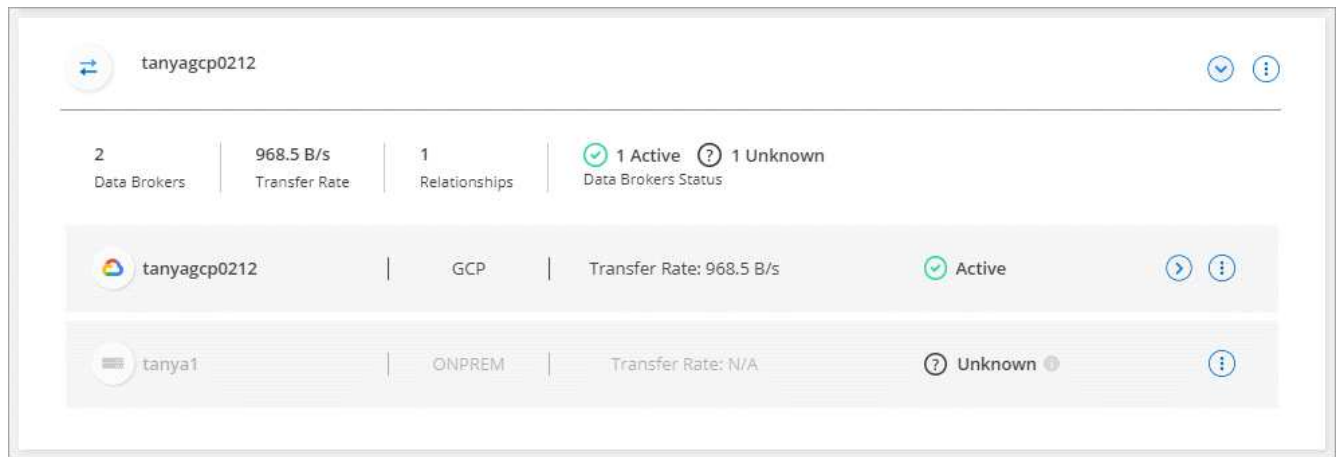 tanyagcp0212
2 968.5 B/s 1 1 Active ? 1 Unknown
Data Brokers Transfer Rate Relationships Data Brokers Status
tanyagcp0212 GCP Transfer Rate: 968.5 B/s Active
tanya1 ONPREM Transfer Rate: N/A ? Unknown i